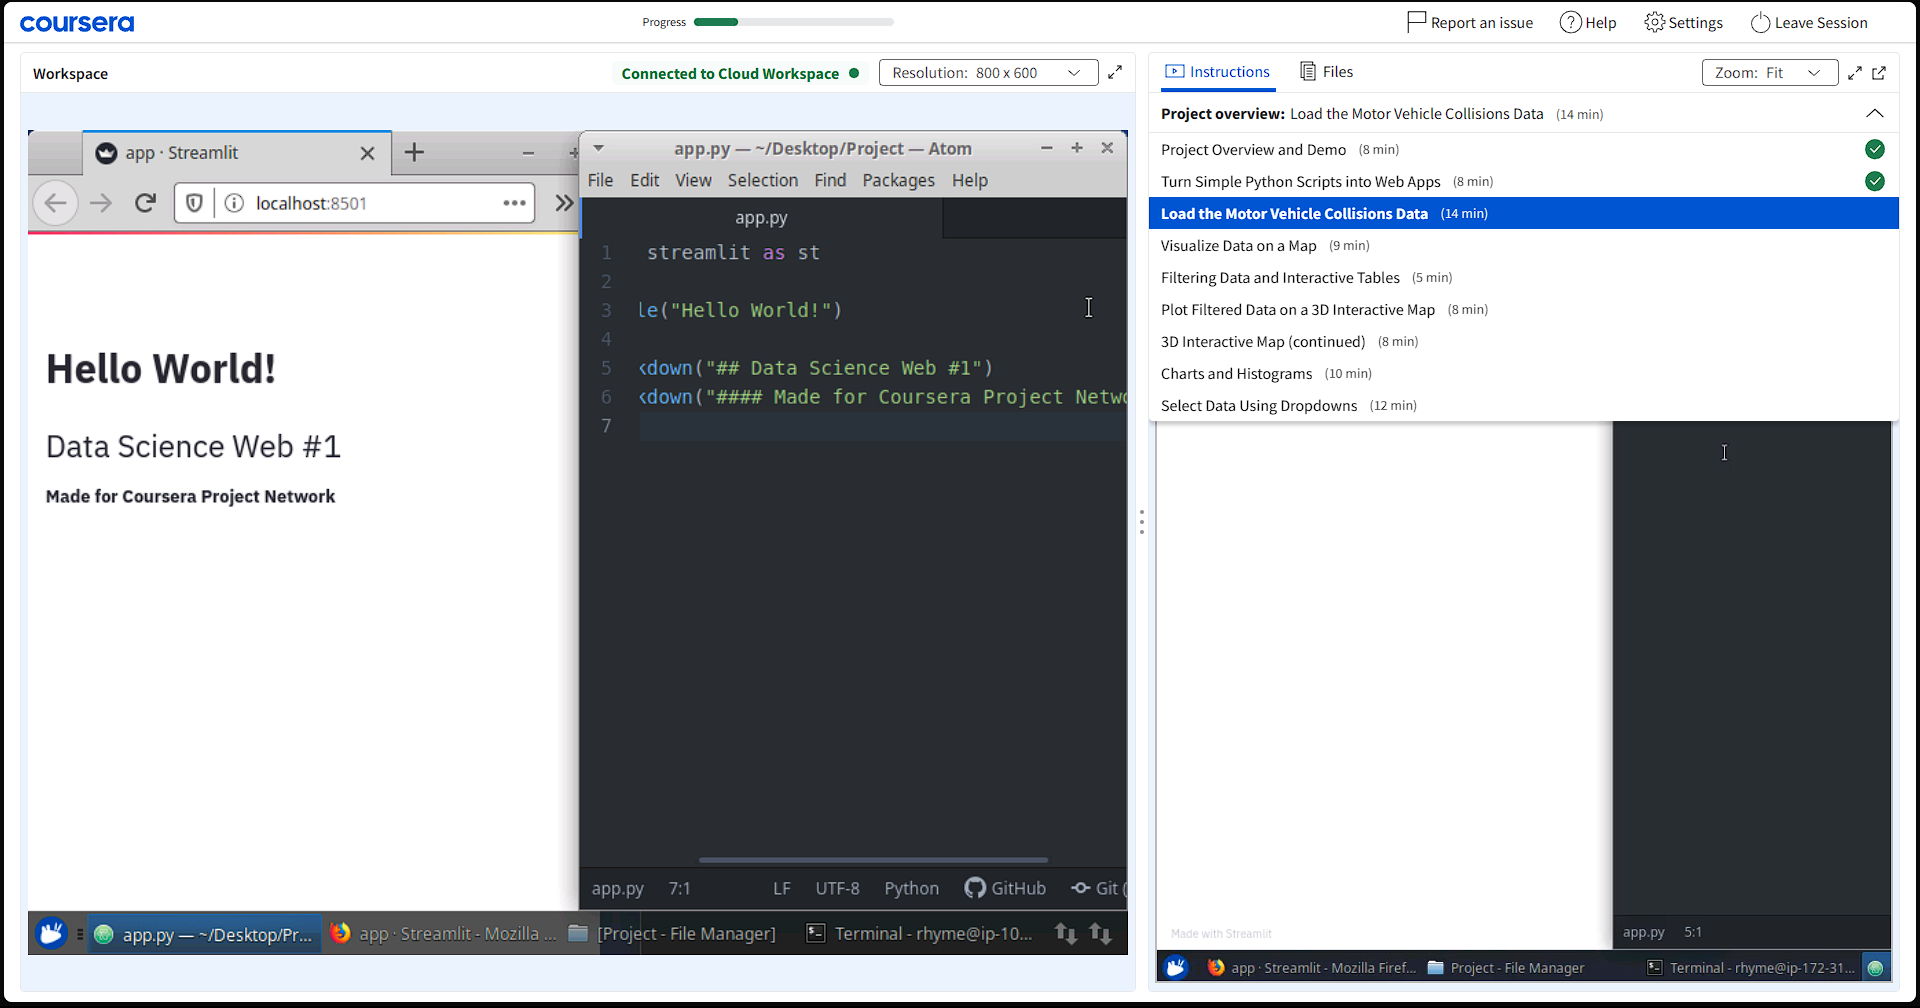 coursera
Progress
Report an issue
Help
Settings
Leave Session
Workspace
Connected to Cloud Workspace
Resolution: 800 x 600
Instructions
Files
Zoom: Fit
Project overview: Load the Motor Vehicle Collisions Data (14 min)
Project Overview and Demo (8 min)
Turn Simple Python Scripts into Web Apps (8 min)
Load the Motor Vehicle Collisions Data (14 min)
Visualize Data on a Map (9 min)
Filtering Data and Interactive Tables (5 min)
Plot Filtered Data on a 3D Interactive Map (8 min)
3D Interactive Map (continued) (8 min)
Charts and Histograms (10 min)
Select Data Using Dropdowns (12 min)
app · Streamlit
localhost:8501
Hello World!
Data Science Web #1
Made for Coursera Project Network
app.py — ~/Desktop/Project — Atom
File Edit View Selection Find Packages Help
app.py
1 streamlit as st
2
3 le("Hello World!")
4
5 down("## Data Science Web #1")
6 down("#### Made for Coursera Project Netwo
7
app.py 7:1 LF UTF-8 Python GitHub Git (
app.py — ~/Desktop/Pr...
app · Streamlit - Mozilla ...
[Project - File Manager]
Terminal - rhyme@ip-10...
Made with Streamlit
app.py 5:1
app · Streamlit - Mozilla Firef...
Project - File Manager
Terminal - rhyme@ip-172-31...